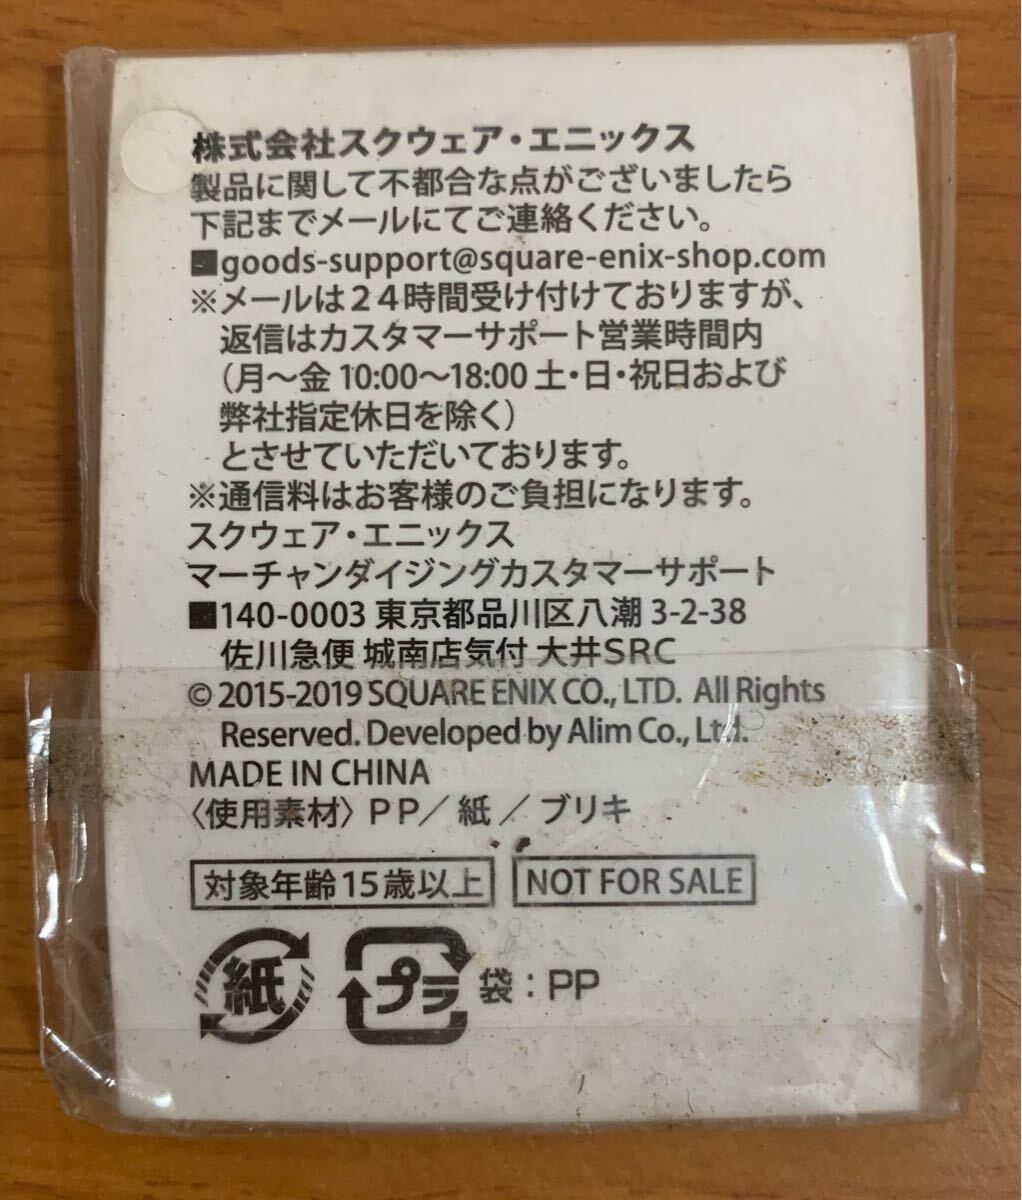 株式会社スクウェア・エニックス
製品に関して不都合な点がございましたら
下記までメールにてご連絡ください。
■goods-support@square-enix-shop.com
※メールは２４時間受け付けておりますが、
返信はカスタマーサポート営業時間内
（月～金 10:00～18:00 土・日・祝日および
弊社指定休日を除く）
とさせていただいております。
※通信料はお客様のご負担になります。
スクウェア・エニックス
マーチャンダイジングカスタマーサポート
■140-0003 東京都品川区八潮 3-2-38
佐川急便 城南店気付 大井SRC
© 2015-2019 SQUARE ENIX CO., LTD. All Rights
Reserved. Developed by Alim Co., Ltd.
MADE IN CHINA
〈使用素材〉ＰＰ／紙／ブリキ
対象年齢15歳以上 NOT FOR SALE
紙 プラ 袋：PP